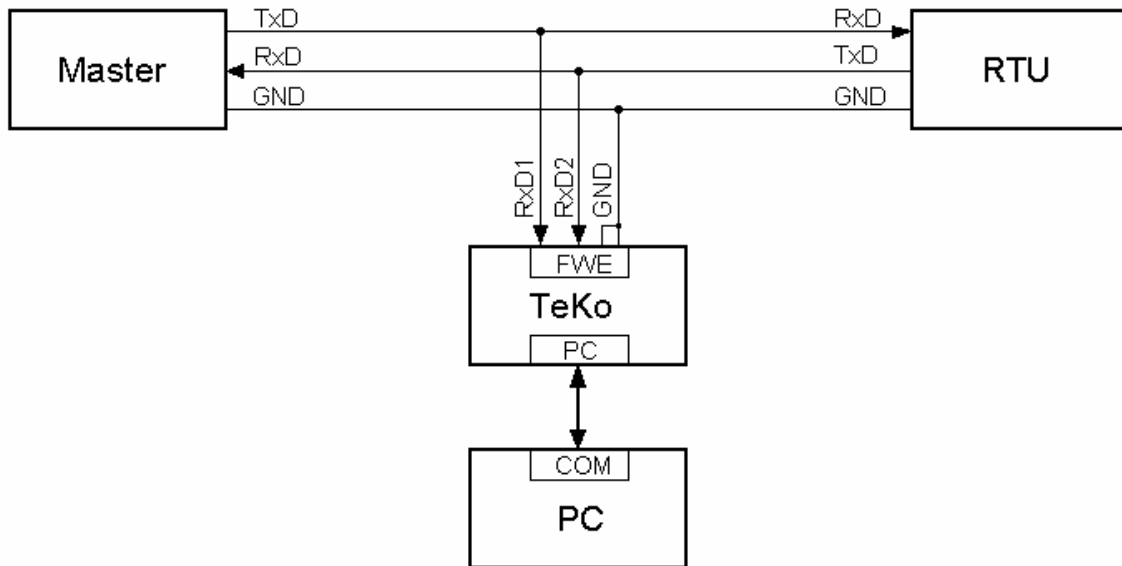 TxD
RxD
Master
RxD
TxD
RTU
GND
GND
RxD1
RxD2
GND
FWE
TeKo
PC
COM
PC